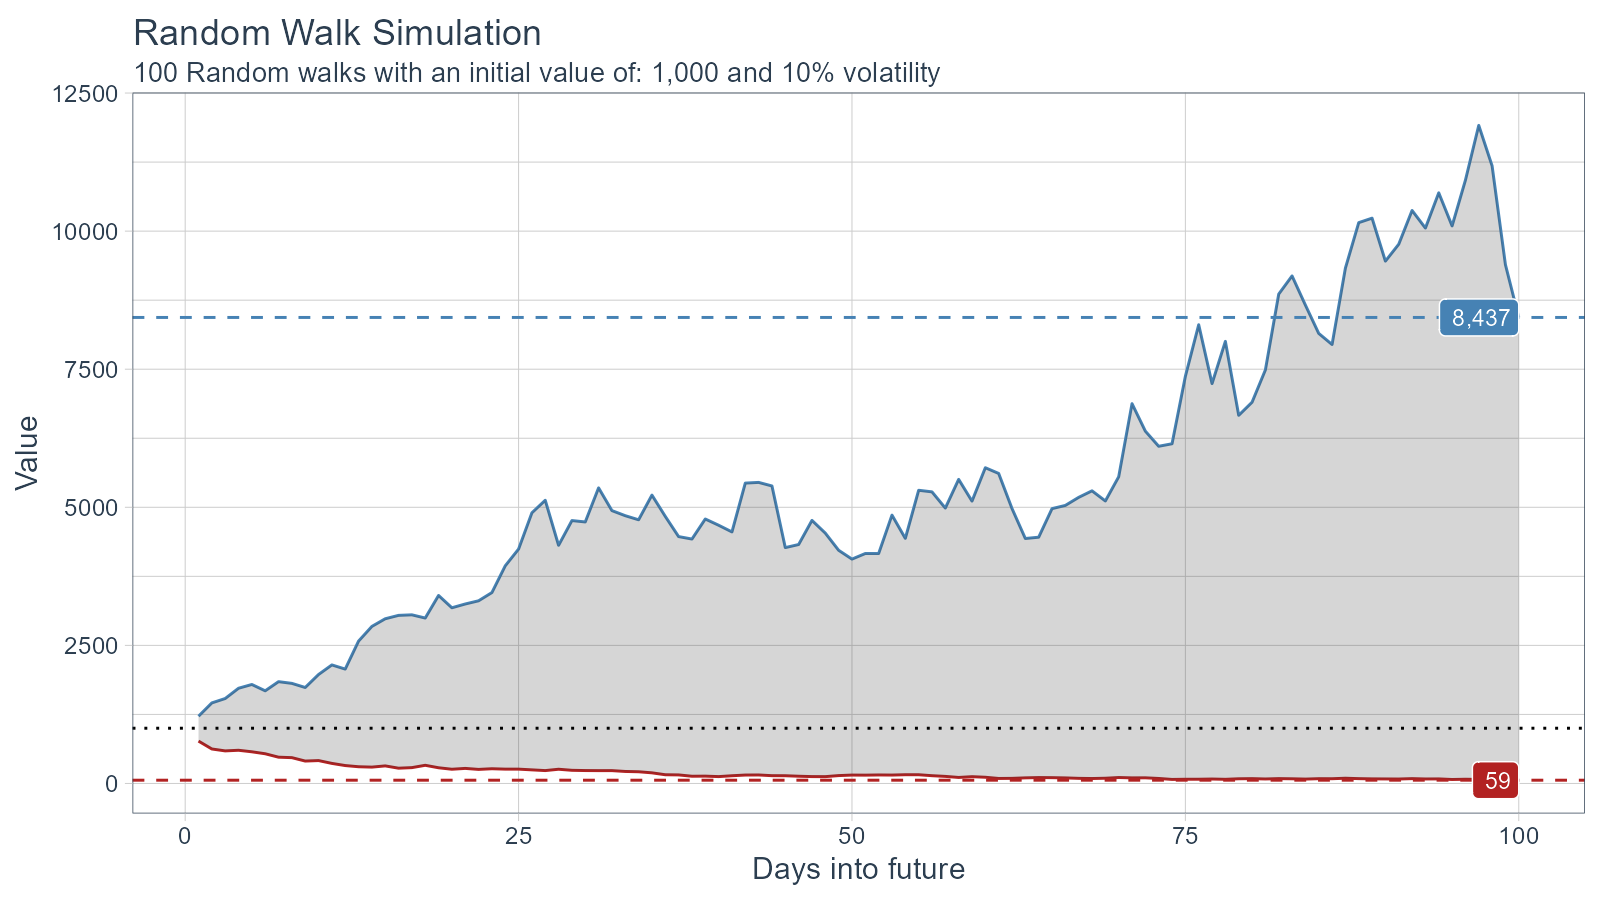 Random Walk Simulation
100 Random walks with an initial value of: 1,000 and 10% volatility
12500
10000
7500
5000
2500
0
Value
8,437
59
0 25 50 75 100
Days into future